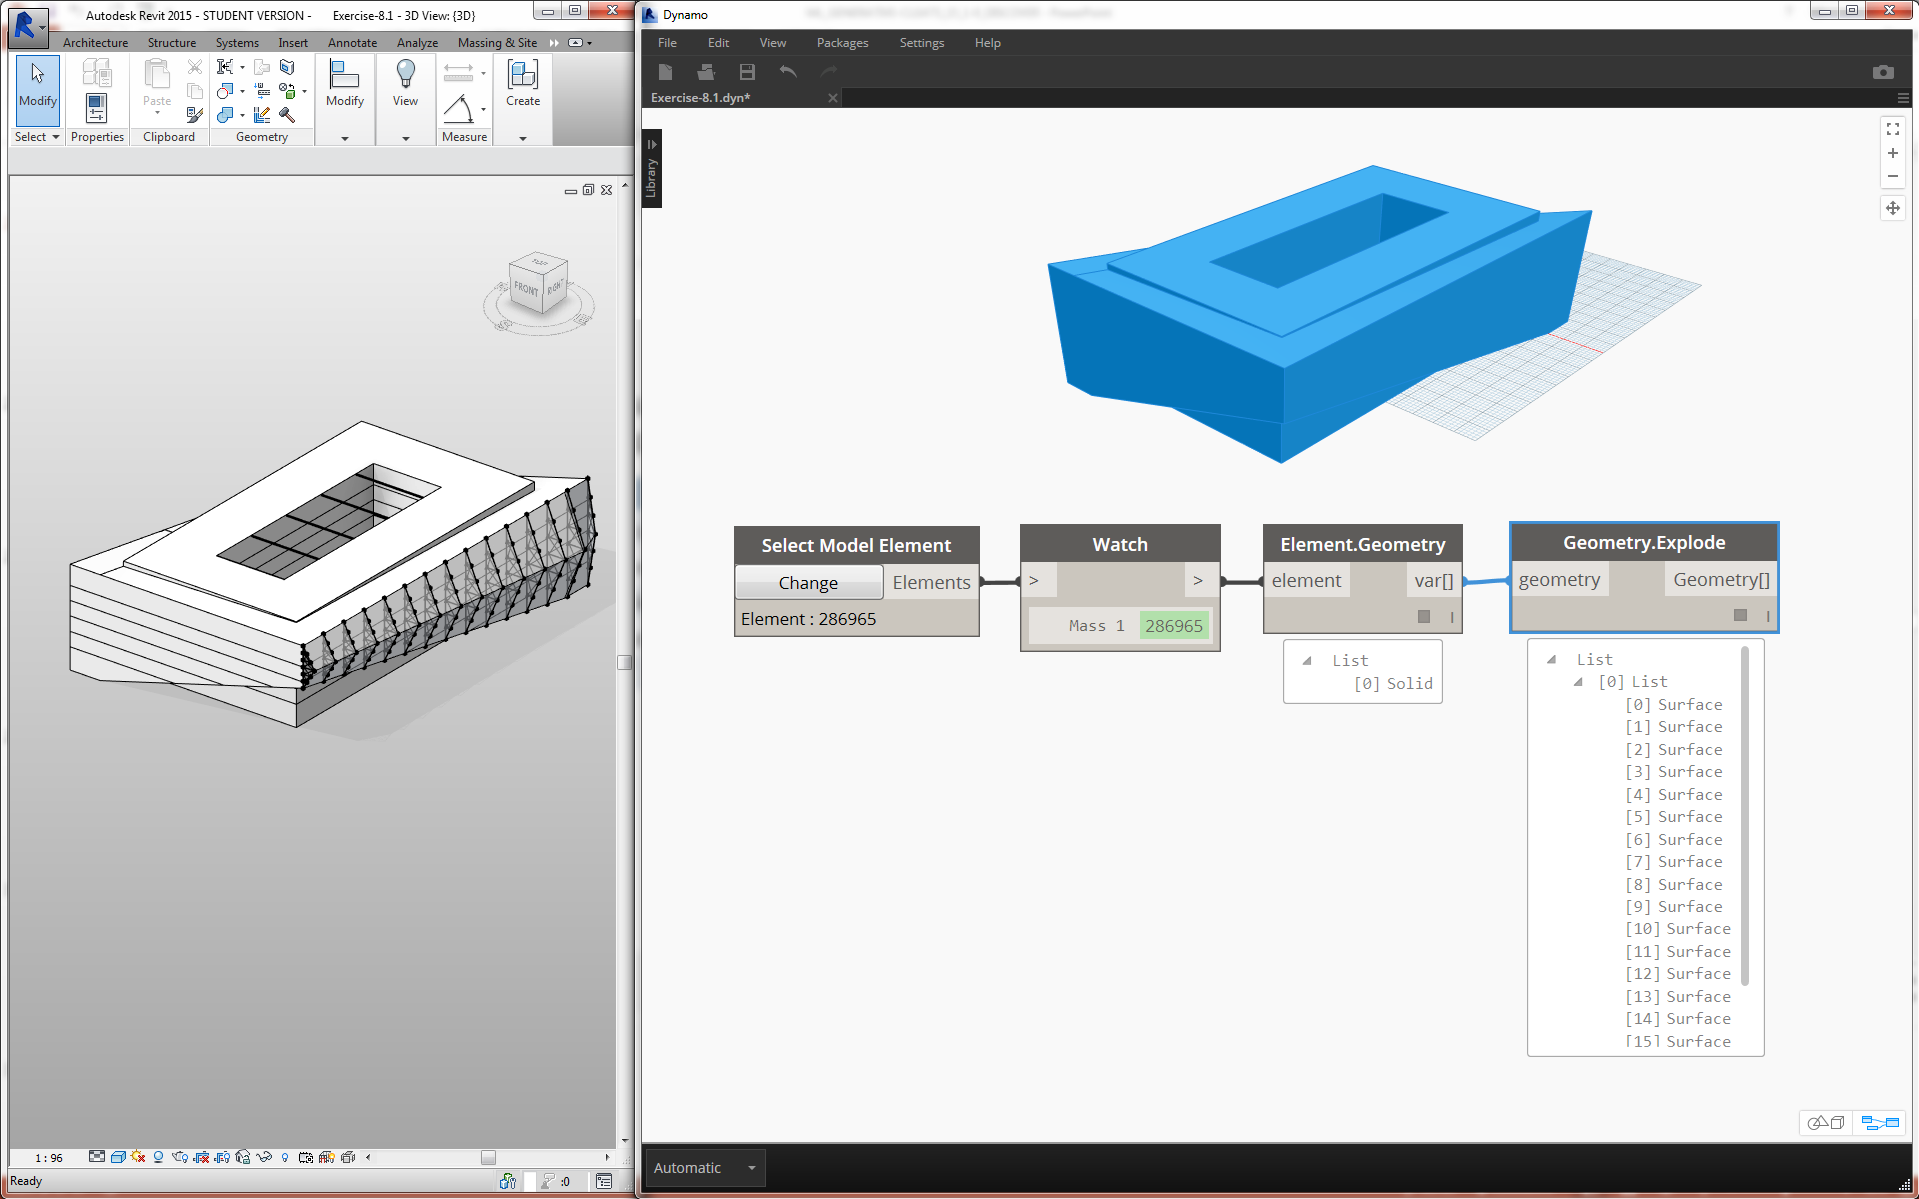 Autodesk Revit 2015 - STUDENT VERSION - Exercise-8.1 - 3D View: {3D}
Architecture Structure Systems Insert Annotate Analyze Massing & Site
Modify Paste Modify View Create
Select Properties Clipboard Geometry Measure
TOP
FRONT RIGHT
1 : 96
Ready :0
Dynamo
File Edit View Packages Settings Help
Exercise-8.1.dyn*
Library
Select Model Element
Change Elements
Element : 286965
Watch
> >
Mass 1 286965
Element.Geometry
element var[]
l
List
[0] Solid
Geometry.Explode
geometry Geometry[]
l
List
[0] List
[0] Surface
[1] Surface
[2] Surface
[3] Surface
[4] Surface
[5] Surface
[6] Surface
[7] Surface
[8] Surface
[9] Surface
[10] Surface
[11] Surface
[12] Surface
[13] Surface
[14] Surface
[15] Surface
Automatic